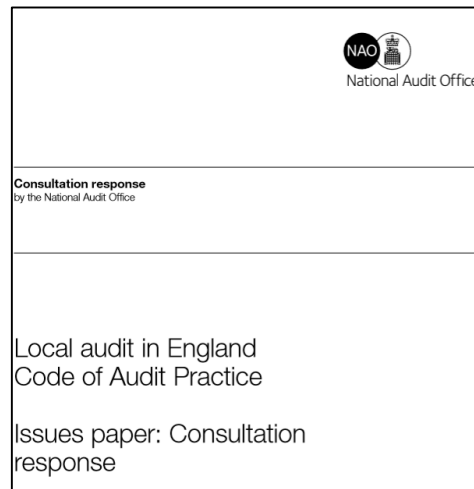 NAO
National Audit Office
Consultation response
by the National Audit Office
Local audit in England
Code of Audit Practice
Issues paper: Consultation
response